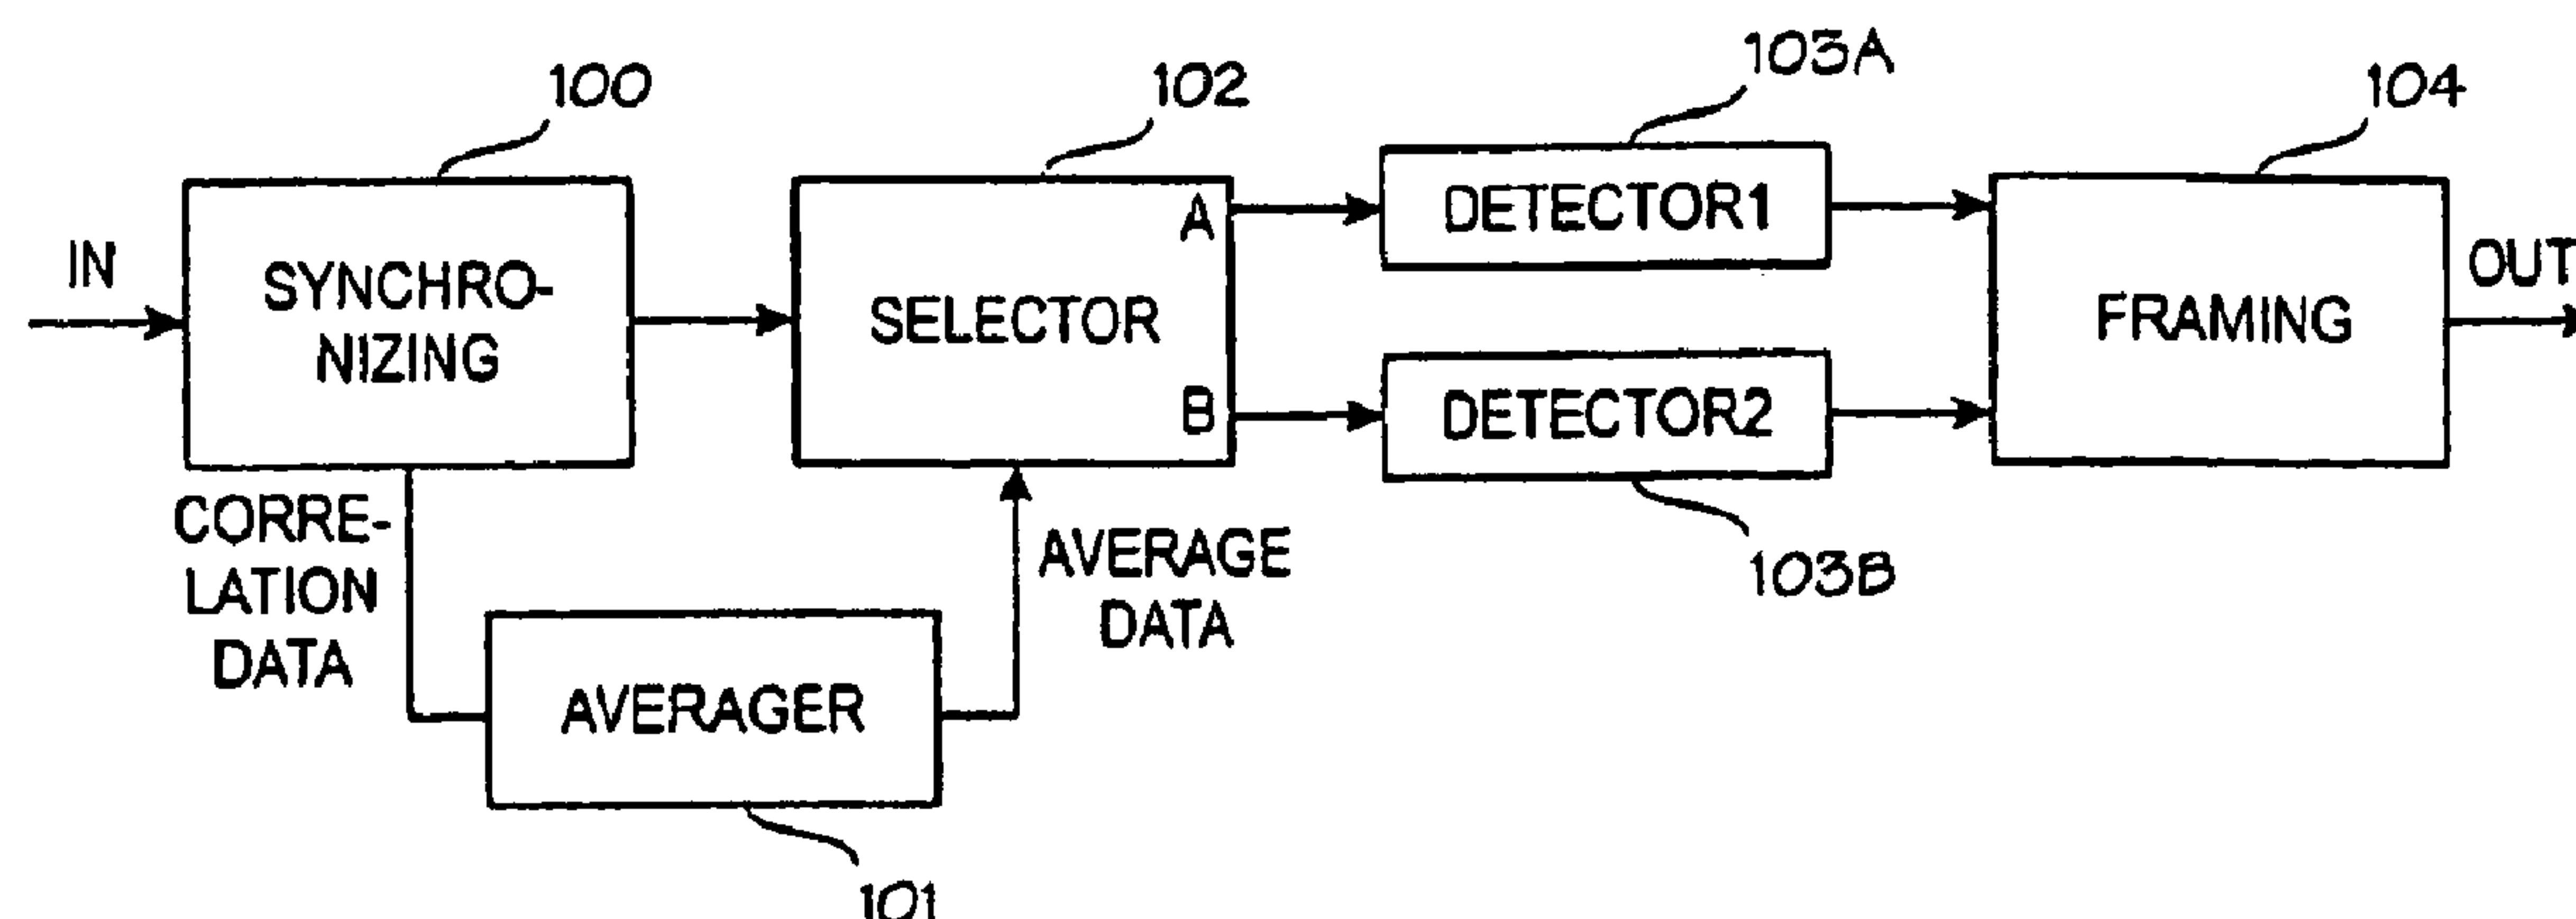 100
102
103A
104
IN
SYNCHRO-
NIZING
SELECTOR
A
B
DETECTOR1
DETECTOR2
FRAMING
OUT
103B
CORRE-
LATION
DATA
AVERAGE
DATA
AVERAGER
101